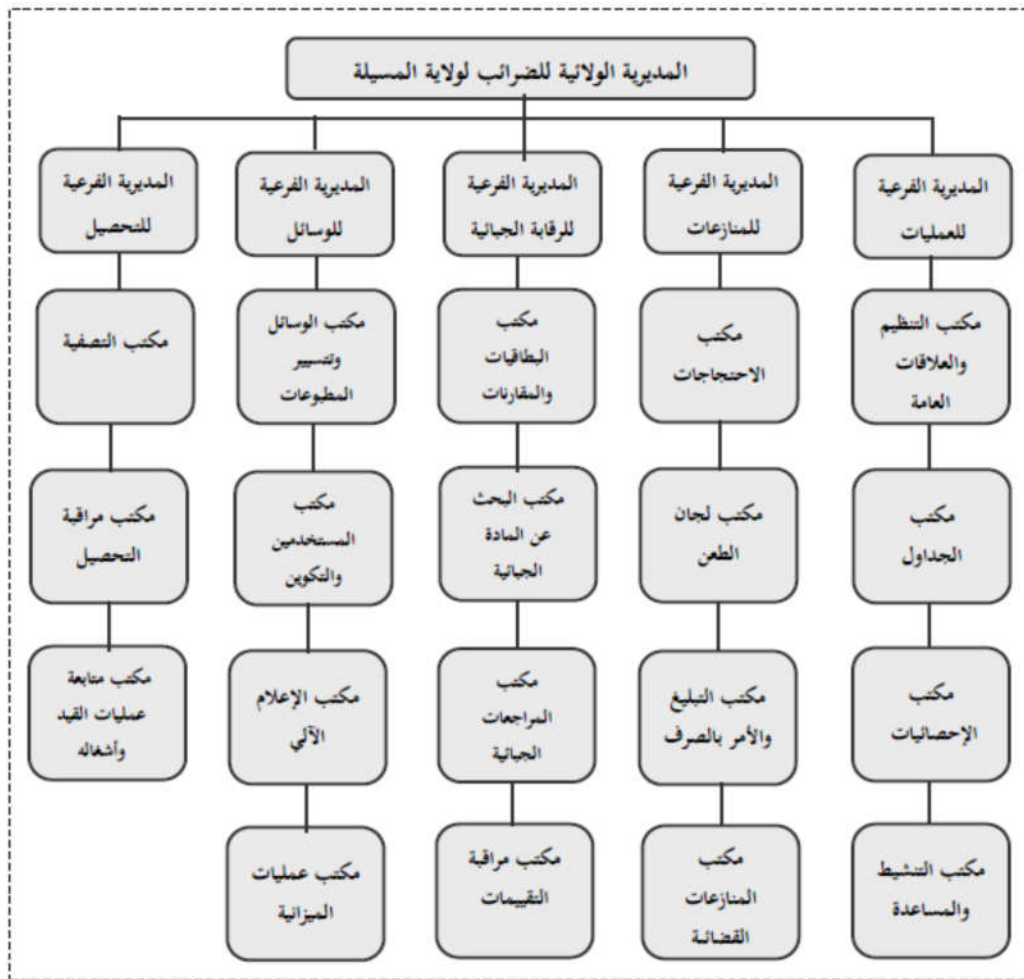 المديرية الولائية للضرائب لولاية المسيلة
المديرية الفرعية
للعمليات
المديرية الفرعية
للمنازعات
المديرية الفرعية
للرقابة الجبائية
المديرية الفرعية
للوسائل
المديرية الفرعية
للتحصيل
مكتب التنظيم
والعلاقات
العامة
مكتب
الاحتجاجات
مكتب
البطاقيات
والمقارنات
مكتب الوسائل
وتتسيير
المطبوعات
مكتب التصفية
مكتب
الجداول
مكتب لجان
الطعن
مكتب البحث
عن المادة
الجبائية
مكتب
المستخدمين
والتكوين
مكتب مراقبة
التحصيل
مكتب
الإحصائيات
مكتب التبليغ
والأمر بالصرف
مكتب
المراجعات
الجبائية
مكتب الإعلام
الآلي
مكتب متابعة
عمليات القيد
وأشغاله
مكتب التنشيط
والمساعدة
مكتب
المنازعات
القضائة
مكتب مراقبة
التقييمات
مكتب عمليات
الميزانية